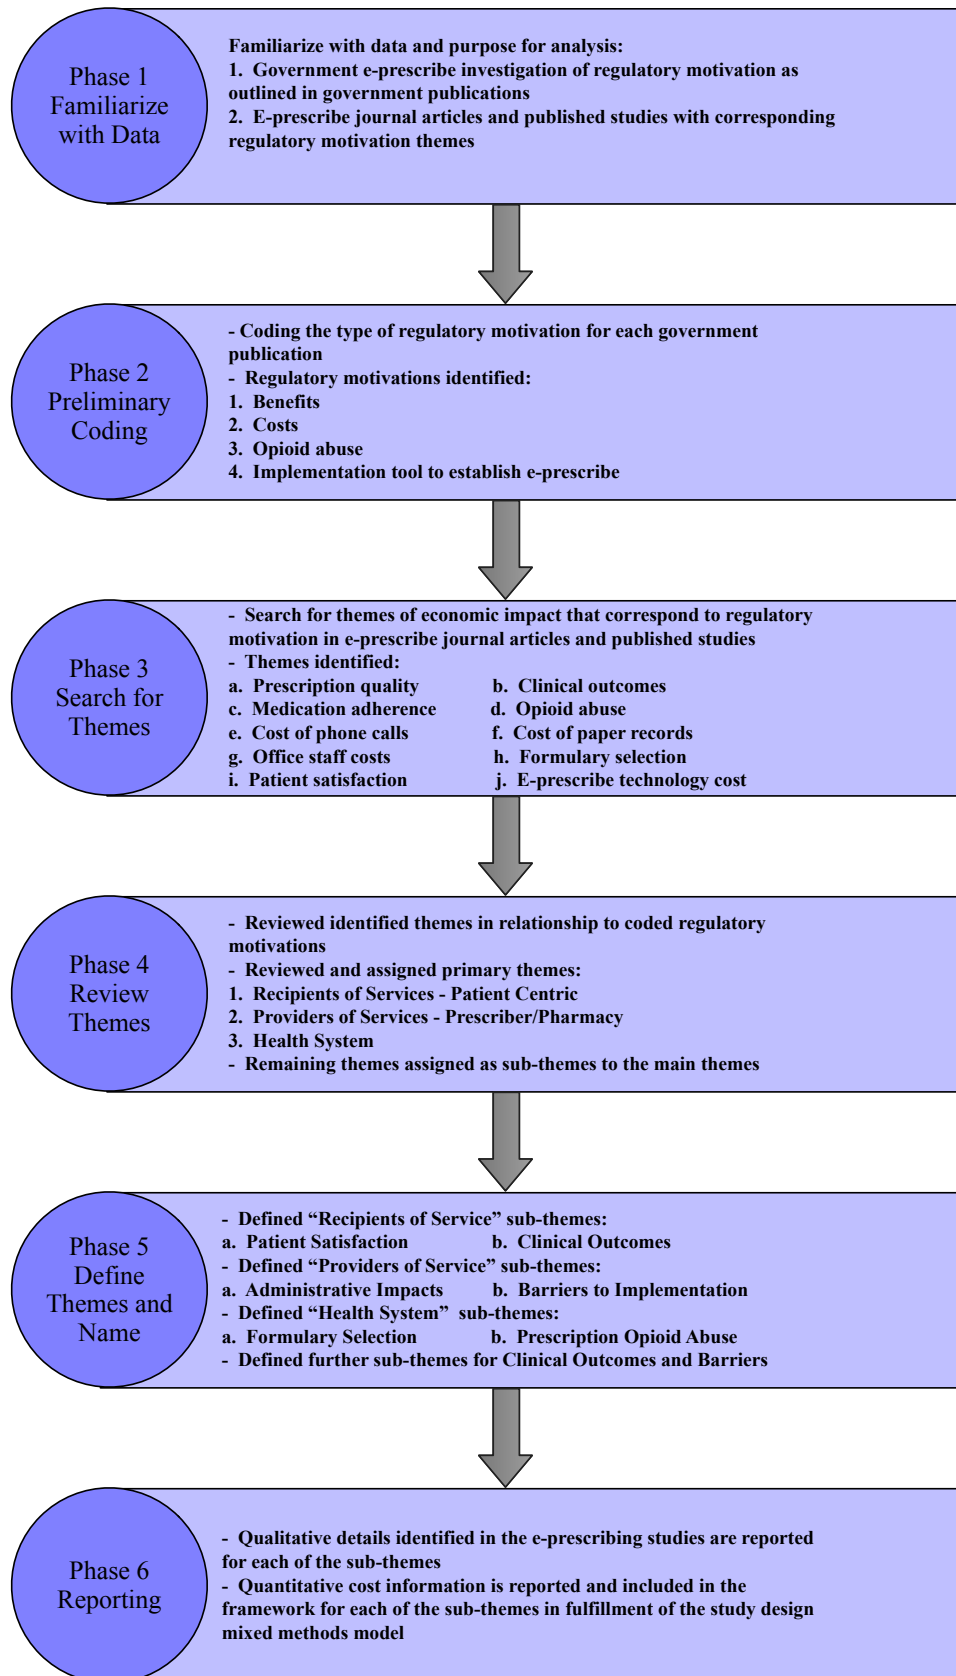 Phase 1
Familiarize
with Data
Familiarize with data and purpose for analysis:
1. Government e-prescribe investigation of regulatory motivation as
outlined in government publications
2. E-prescribe journal articles and published studies with corresponding
regulatory motivation themes
Phase 2
Preliminary
Coding
- Coding the type of regulatory motivation for each government
publication
- Regulatory motivations identified:
1. Benefits
2. Costs
3. Opioid abuse
4. Implementation tool to establish e-prescribe
Phase 3
Search for
Themes
- Search for themes of economic impact that correspond to regulatory
motivation in e-prescribe journal articles and published studies
- Themes identified:
a. Prescription quality b. Clinical outcomes
c. Medication adherence d. Opioid abuse
e. Cost of phone calls f. Cost of paper records
g. Office staff costs h. Formulary selection
i. Patient satisfaction j. E-prescribe technology cost
Phase 4
Review
Themes
- Reviewed identified themes in relationship to coded regulatory
motivations
- Reviewed and assigned primary themes:
1. Recipients of Services - Patient Centric
2. Providers of Services - Prescriber/Pharmacy
3. Health System
- Remaining themes assigned as sub-themes to the main themes
Phase 5
Define
Themes and
Name
- Defined “Recipients of Service” sub-themes:
a. Patient Satisfaction b. Clinical Outcomes
- Defined “Providers of Service” sub-themes:
a. Administrative Impacts b. Barriers to Implementation
- Defined “Health System” sub-themes:
a. Formulary Selection b. Prescription Opioid Abuse
- Defined further sub-themes for Clinical Outcomes and Barriers
Phase 6
Reporting
- Qualitative details identified in the e-prescribing studies are reported
for each of the sub-themes
- Quantitative cost information is reported and included in the
framework for each of the sub-themes in fulfillment of the study design
mixed methods model